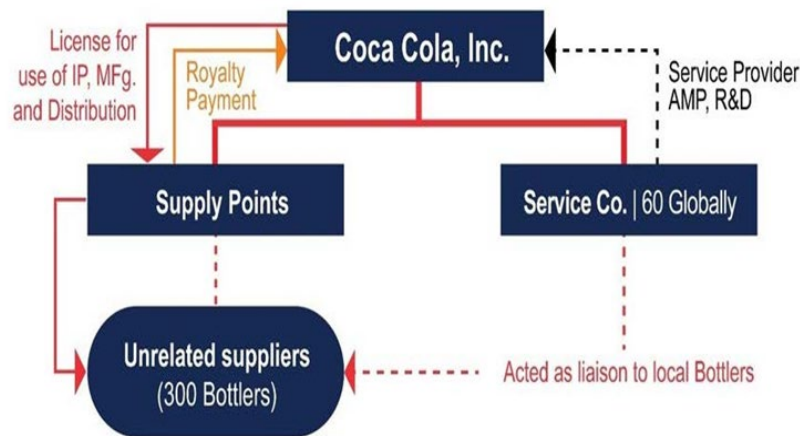 License for
use of IP, MFg.
and Distribution
Royalty
Payment
Coca Cola, Inc.
Service Provider
AMP, R&D
Supply Points
Service Co. | 60 Globally
Unrelated suppliers
(300 Bottlers)
Acted as liaison to local Bottlers